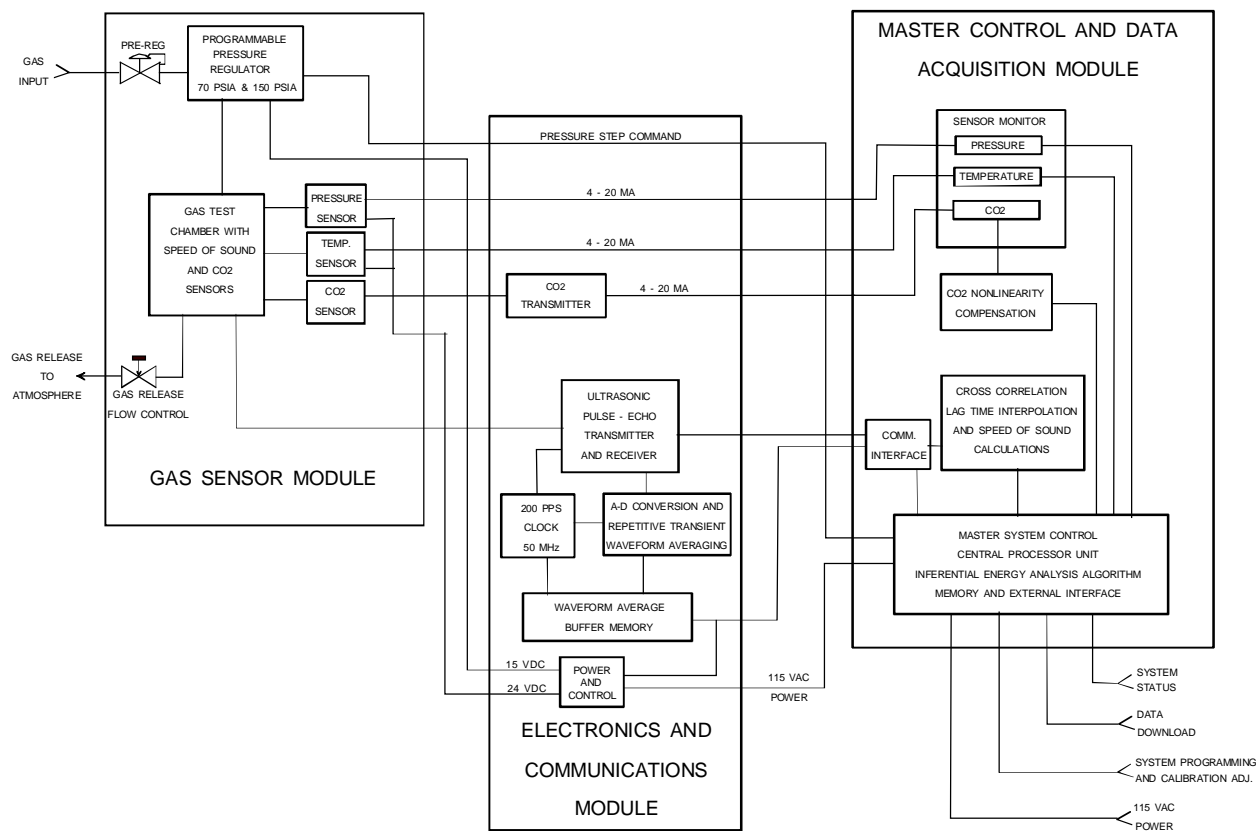 PRE-REG
GAS
INPUT
PROGRAMMABLE
PRESSURE
REGULATOR
70 PSIA & 150 PSIA
GAS TEST
CHAMBER WITH
SPEED OF SOUND
AND CO2
SENSORS
PRESSURE
SENSOR
TEMP.
SENSOR
CO2
SENSOR
GAS RELEASE
TO
ATMOSPHERE
GAS RELEASE
FLOW CONTROL
GAS SENSOR MODULE
PRESSURE STEP COMMAND
4 - 20 MA
4 - 20 MA
CO2
TRANSMITTER
4 - 20 MA
ULTRASONIC
PULSE - ECHO
TRANSMITTER
AND RECEIVER
200 PPS
CLOCK
50 MHz
A-D CONVERSION AND
REPETITIVE TRANSIENT
WAVEFORM AVERAGING
WAVEFORM AVERAGE
BUFFER MEMORY
15 VDC
24 VDC
POWER
AND
CONTROL
115 VAC
POWER
ELECTRONICS AND
COMMUNICATIONS
MODULE
MASTER CONTROL AND DATA
ACQUISITION MODULE
SENSOR MONITOR
PRESSURE
TEMPERATURE
CO2
CO2 NONLINEARITY
COMPENSATION
CROSS CORRELATION
LAG TIME INTERPOLATION
AND SPEED OF SOUND
CALCULATIONS
COMM.
INTERFACE
MASTER SYSTEM CONTROL
CENTRAL PROCESSOR UNIT
INFERENTIAL ENERGY ANALYSIS ALGORITHM
MEMORY AND EXTERNAL INTERFACE
SYSTEM
STATUS
DATA
DOWNLOAD
SYSTEM PROGRAMMING
AND CALIBRATION ADJ.
115 VAC
POWER